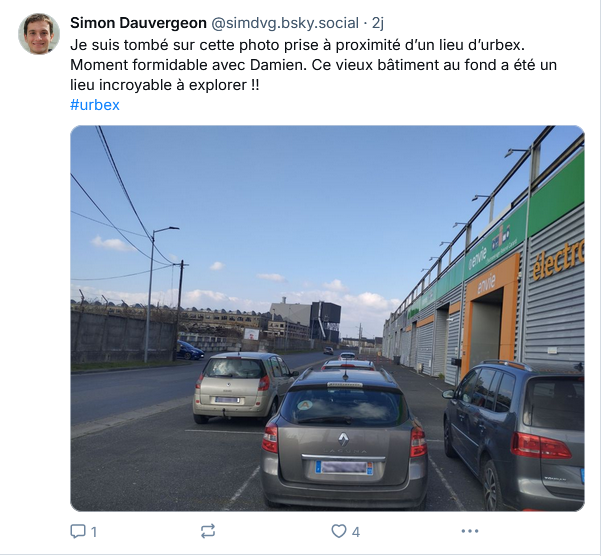 Simon Dauvergeon @simdvg.bsky.social · 2j
Je suis tombé sur cette photo prise à proximité d'un lieu d'urbex.
Moment formidable avec Damien. Ce vieux bâtiment au fond a été un
lieu incroyable à explorer !!
#urbex
envie
envie
électro
1
4